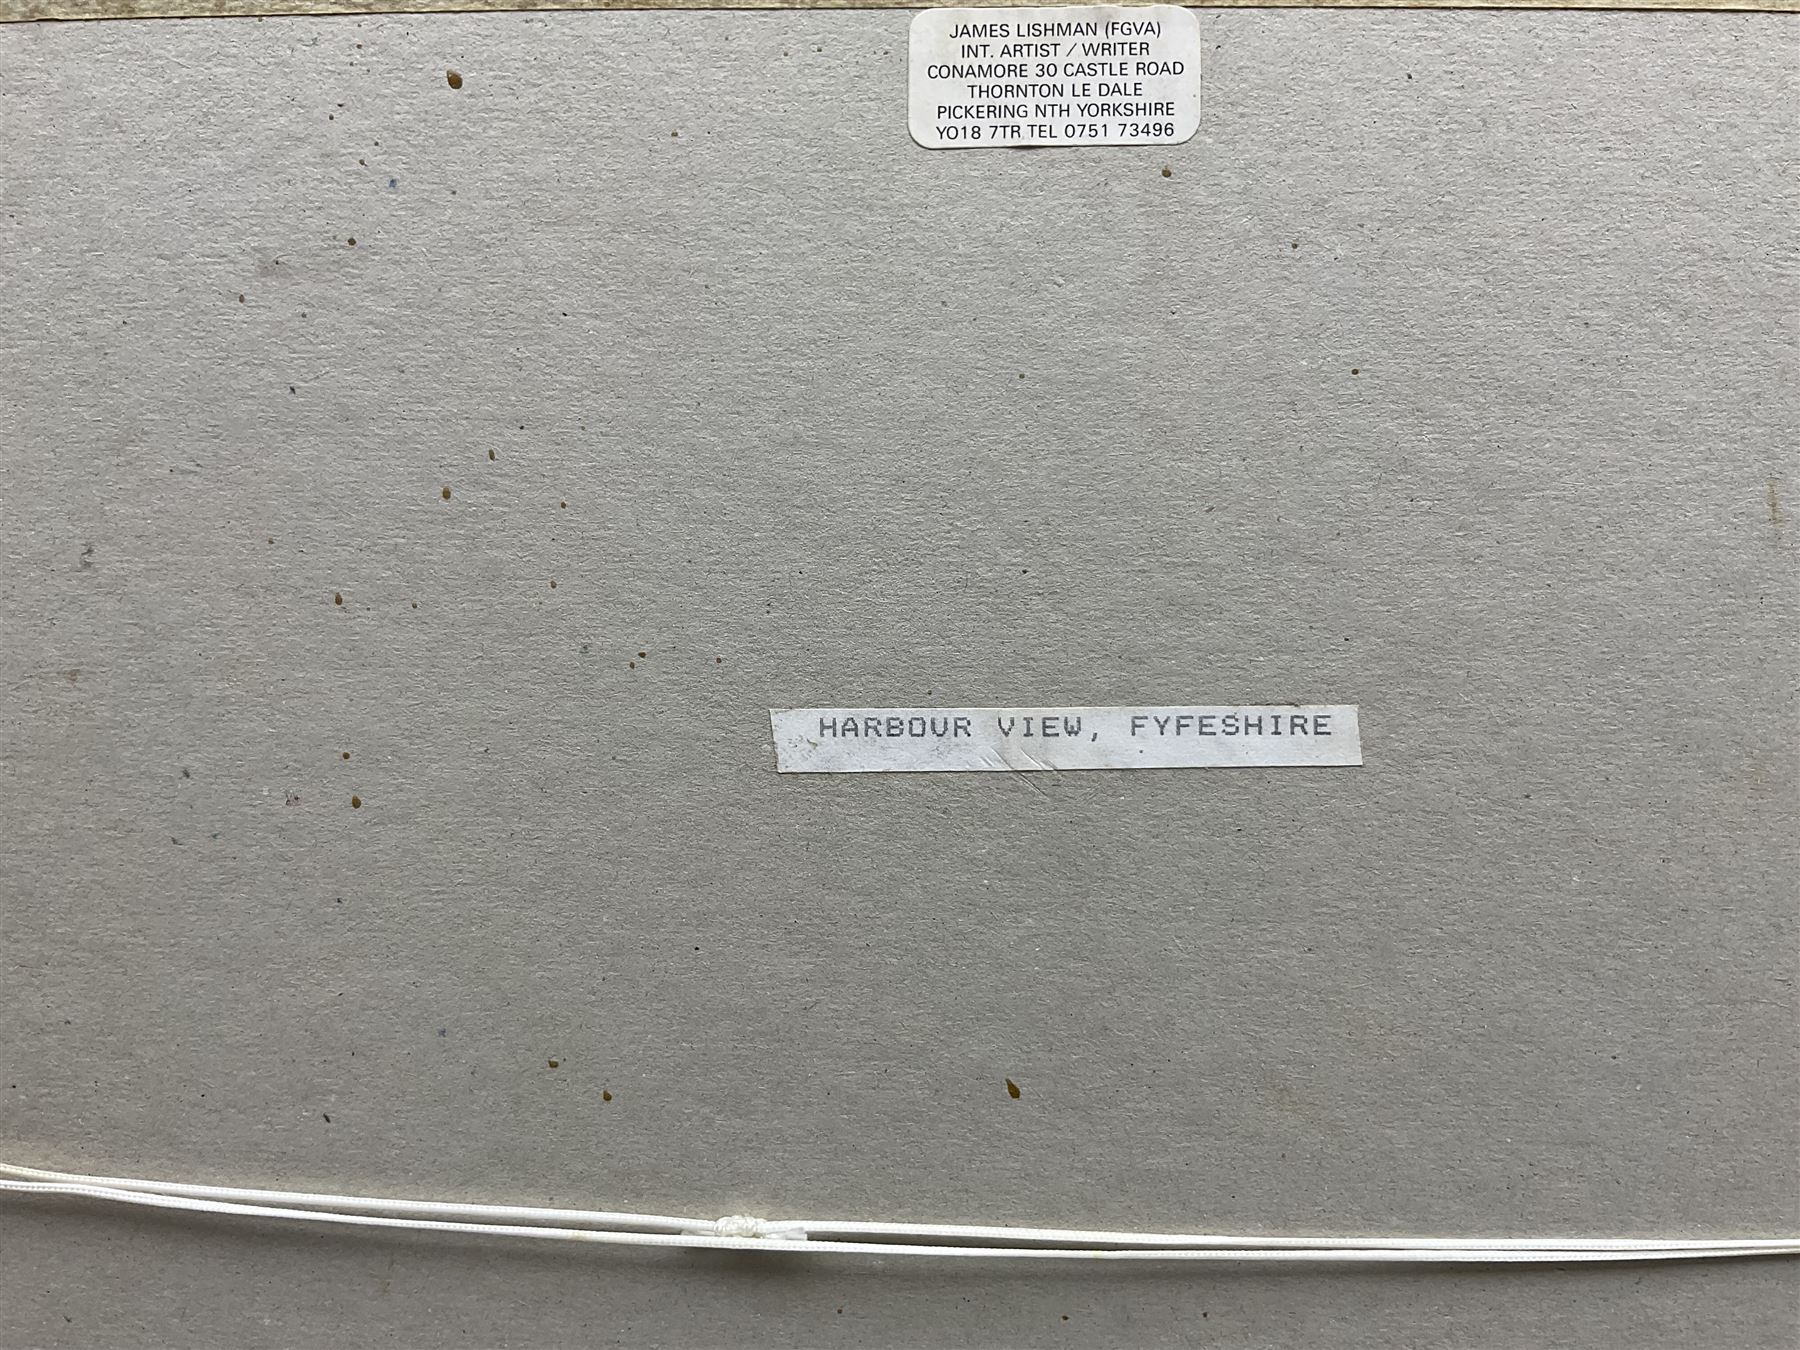 JAMES LISHMAN (FGVA)
INT. ARTIST / WRITER
CONAMORE 30 CASTLE ROAD
THORNTON LE DALE
PICKERING NTH YORKSHIRE
YO18 7TR TEL 0751 73496
HARBOUR VIEW, FYFESHIRE